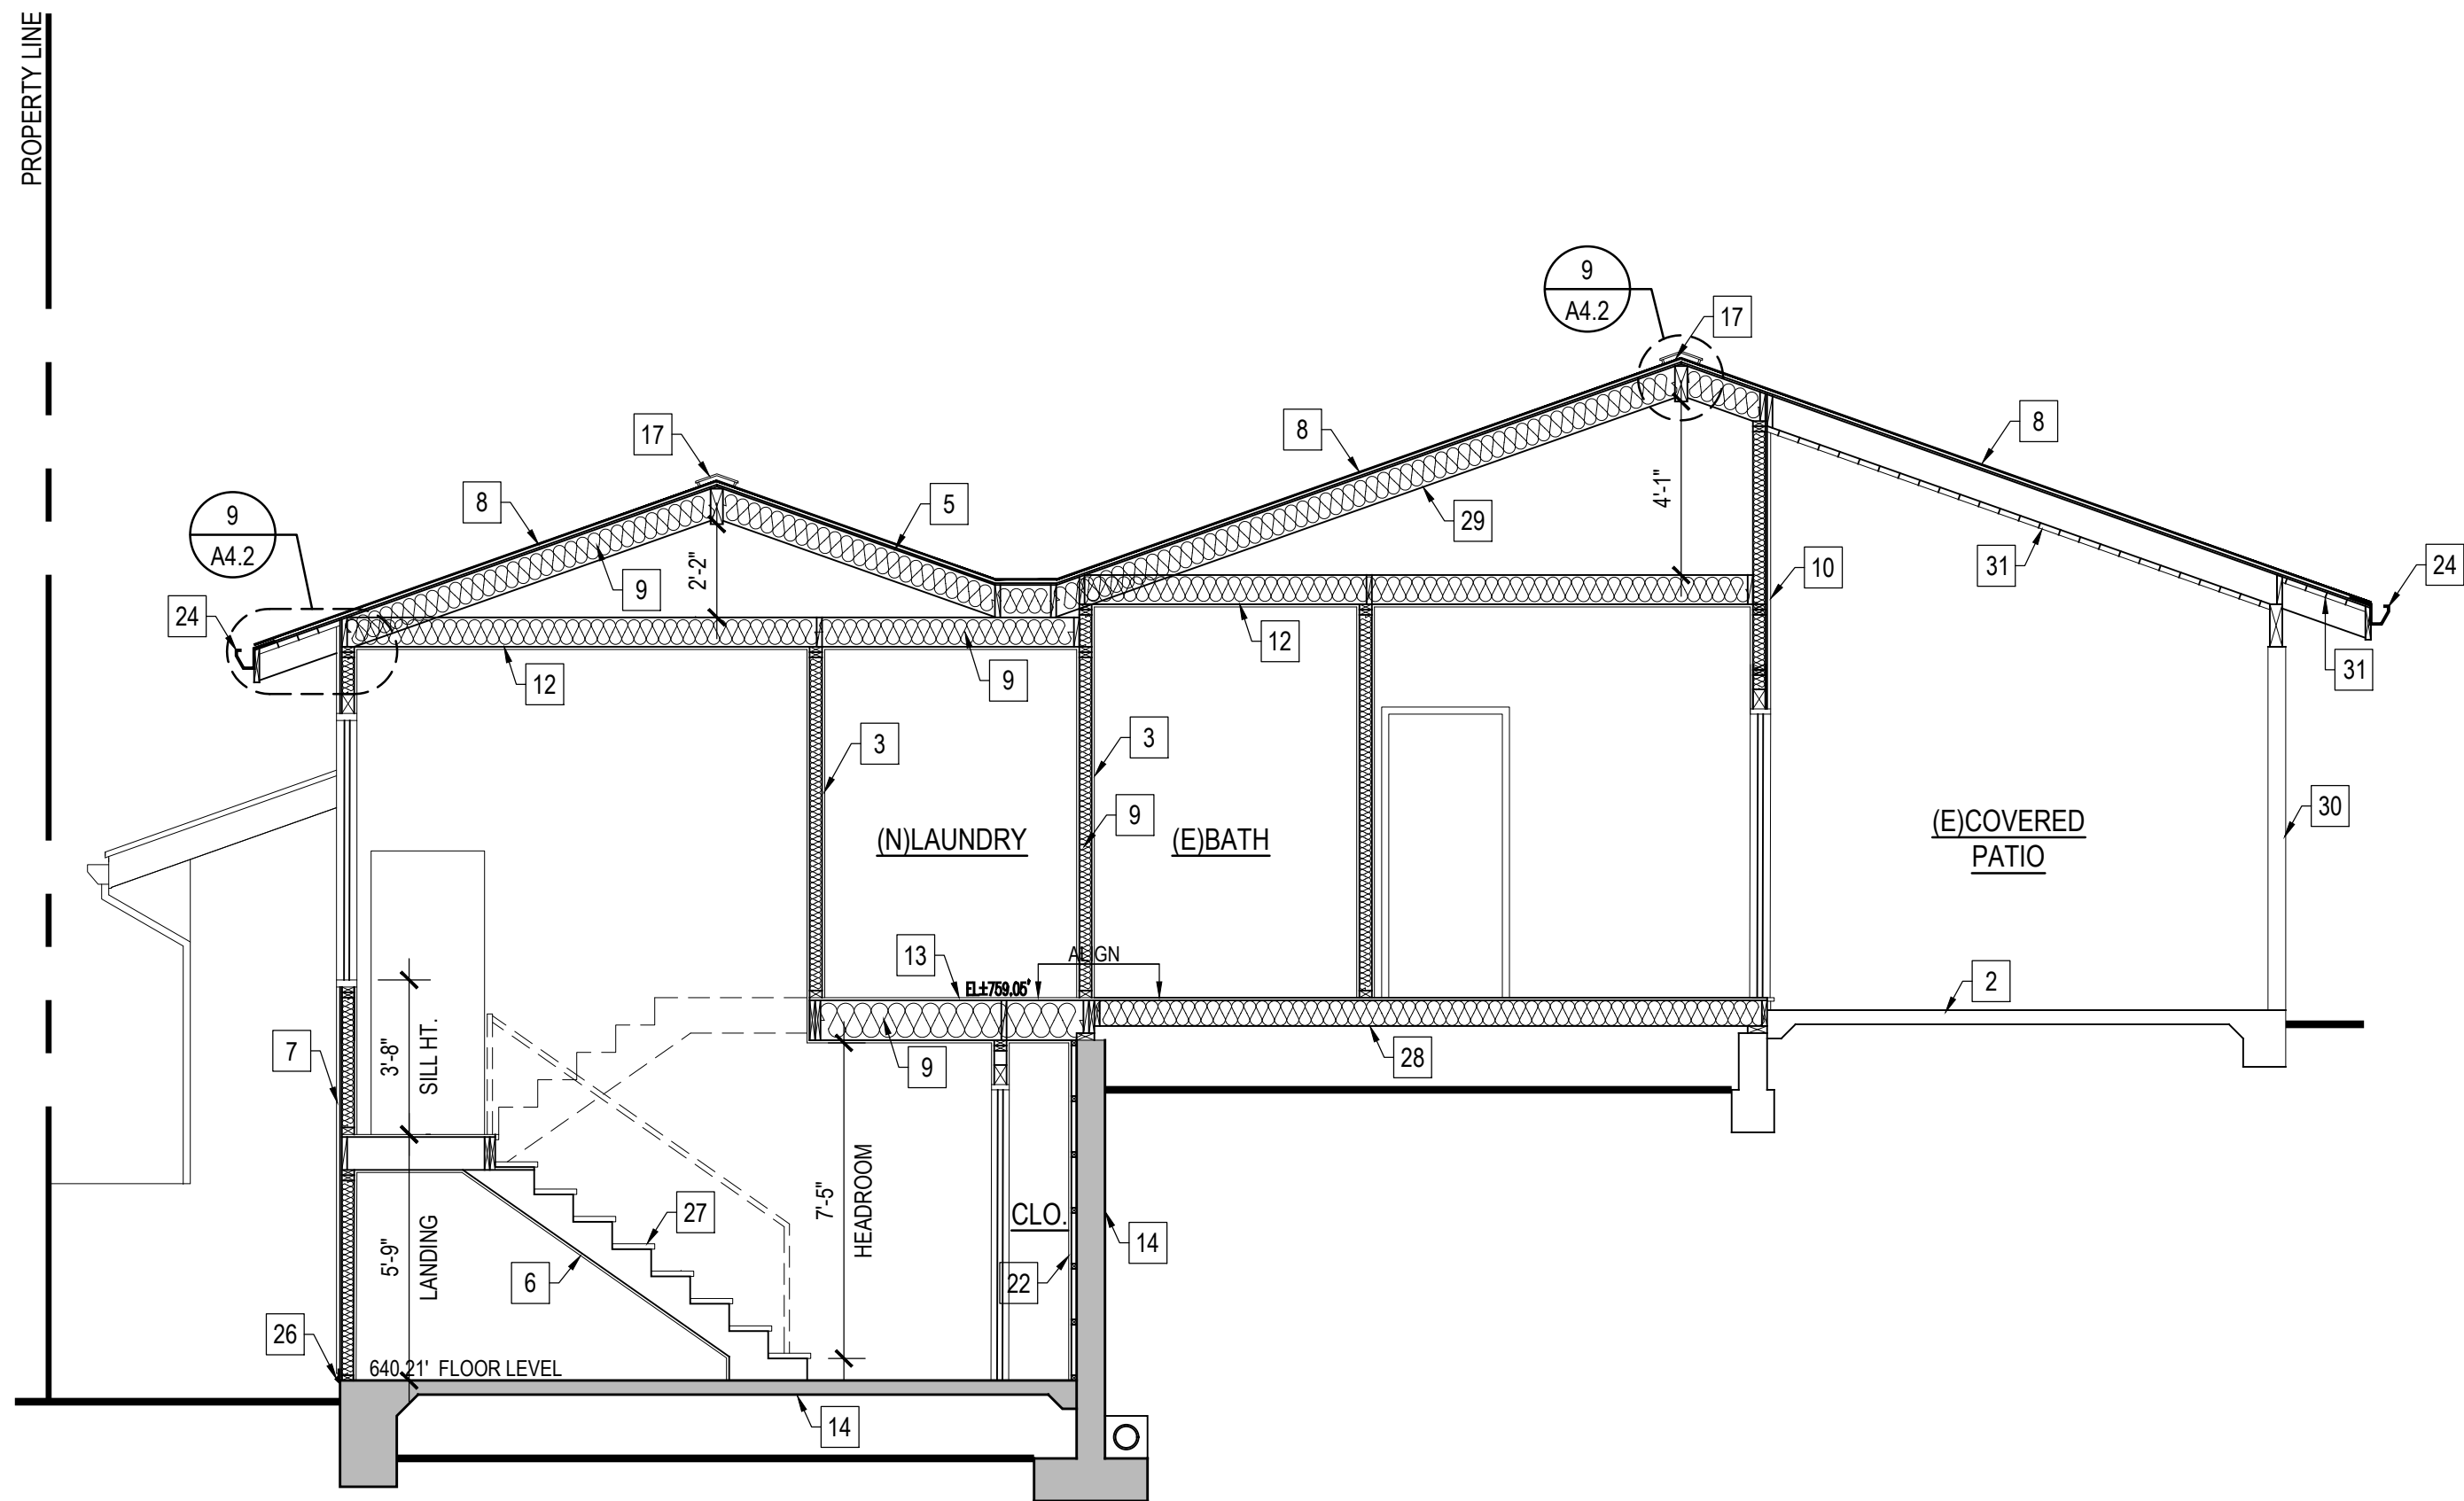 PROPERTY LINE
9
A4.2
17
17
8
8
8
5
9
A4.2
29
4'-1"
2'-2"
9
31
10
24
24
12
9
12
31
3
3
9
(N)LAUNDRY
(E)BATH
(E)COVERED
PATIO
30
13
ALIGN
EL±759.05'
2
7
3'-8"
SILL HT.
9
28
27
7'-5"
HEADROOM
CLO.
14
5'-9"
LANDING
6
22
26
640.21' FLOOR LEVEL
14